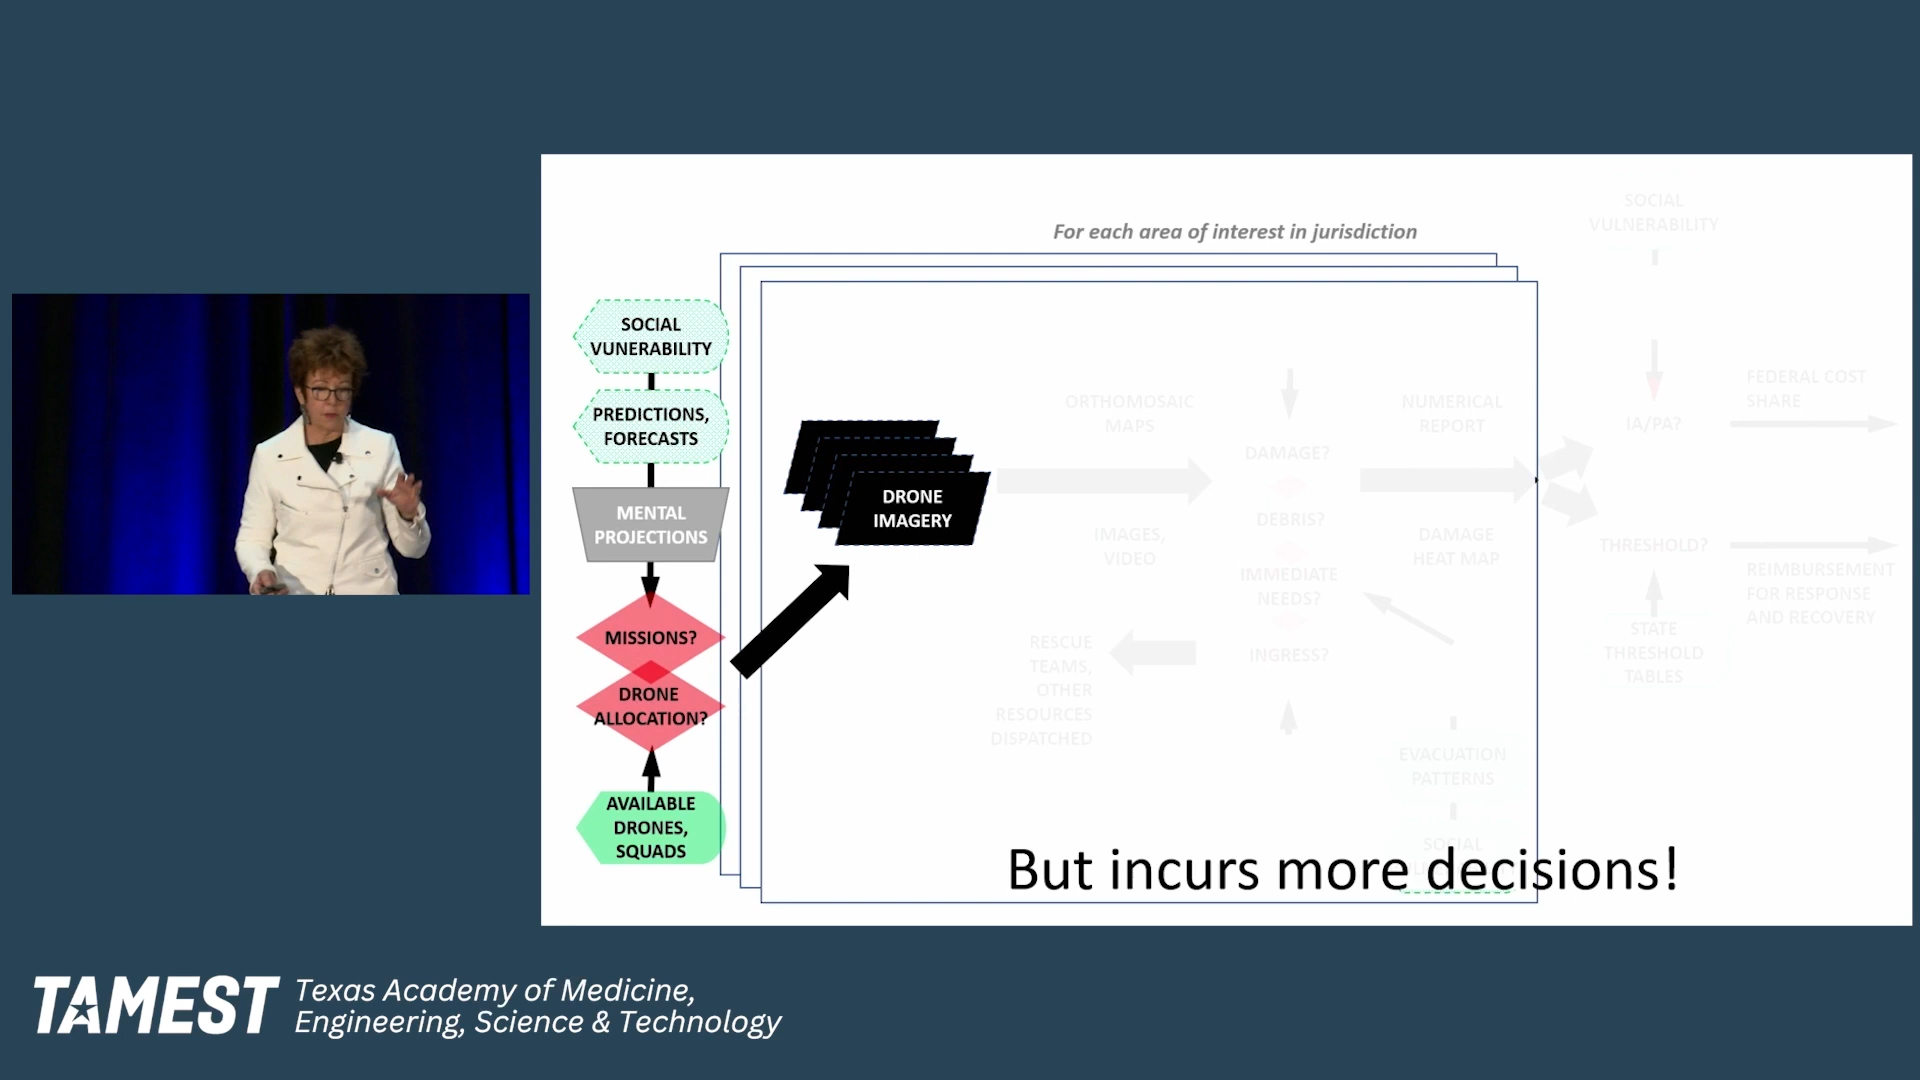 For each area of interest in jurisdiction
SOCIAL
VUNERABILITY
PREDICTIONS,
FORECASTS
MENTAL
PROJECTIONS
MISSIONS?
DRONE
ALLOCATION?
AVAILABLE
DRONES,
SQUADS
DRONE
IMAGERY
ORTHOMOSAIC
MAPS
IMAGES,
VIDEO
DAMAGE?
DEBRIS?
IMMEDIATE
NEEDS?
INGRESS?
RESCUE
TEAMS,
OTHER
RESOURCES
DISPATCHED
NUMERICAL
REPORT
DAMAGE
HEAT MAP
EVACUATION
PATTERNS
SOCIAL
SOCIAL
VULNERABILITY
IA/PA?
FEDERAL COST
SHARE
THRESHOLD?
REIMBURSEMENT
FOR RESPONSE
AND RECOVERY
STATE
THRESHOLD
TABLES
But incurs more decisions!
TAMEST
Texas Academy of Medicine,
Engineering, Science & Technology